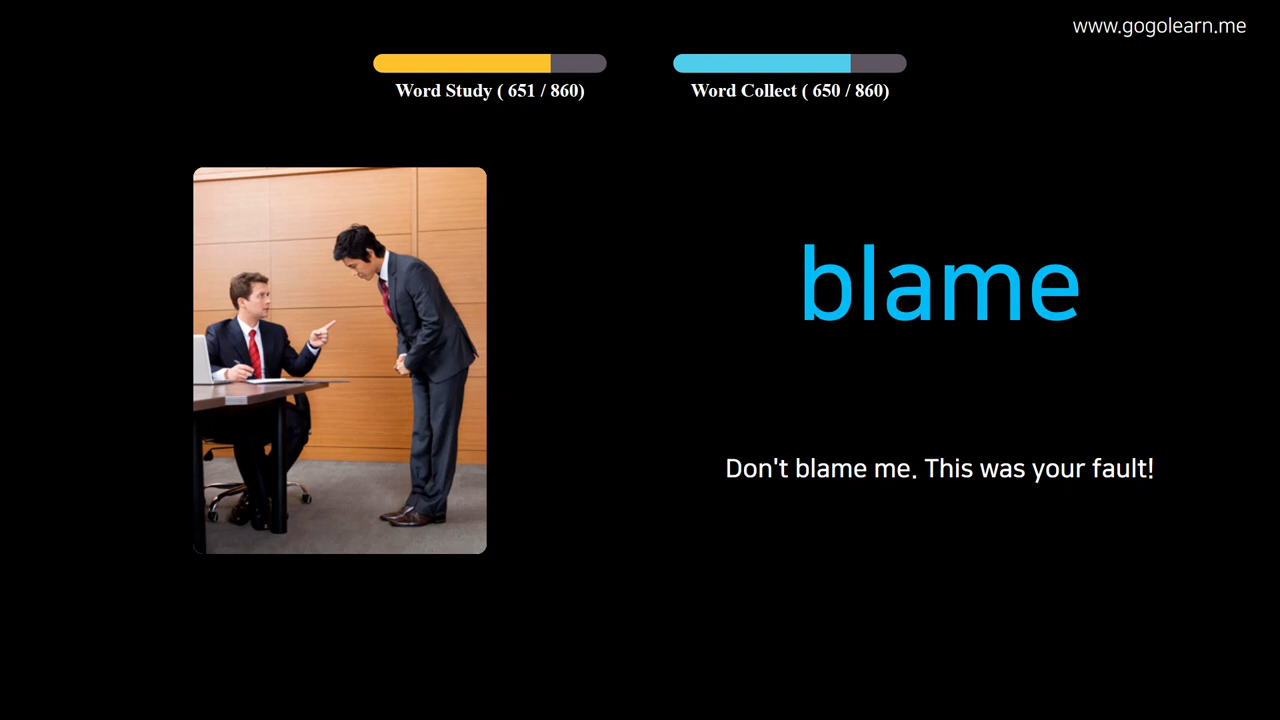 www.gogolearn.me
Word Study ( 651 / 860)
Word Collect ( 650 / 860)
blame
Don't blame me. This was your fault!